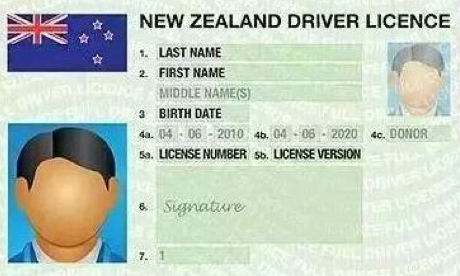 NEW ZEALAND DRIVER LICENCE
1. LAST NAME
2. FIRST NAME
MIDDLE NAME(S)
3 BIRTH DATE
4a. 04 - 06 - 2010 4b. 04 - 06 - 2020 4c. DONOR
5a. LICENSE NUMBER 5b. LICENSE VERSION
6. Signature
7. 1